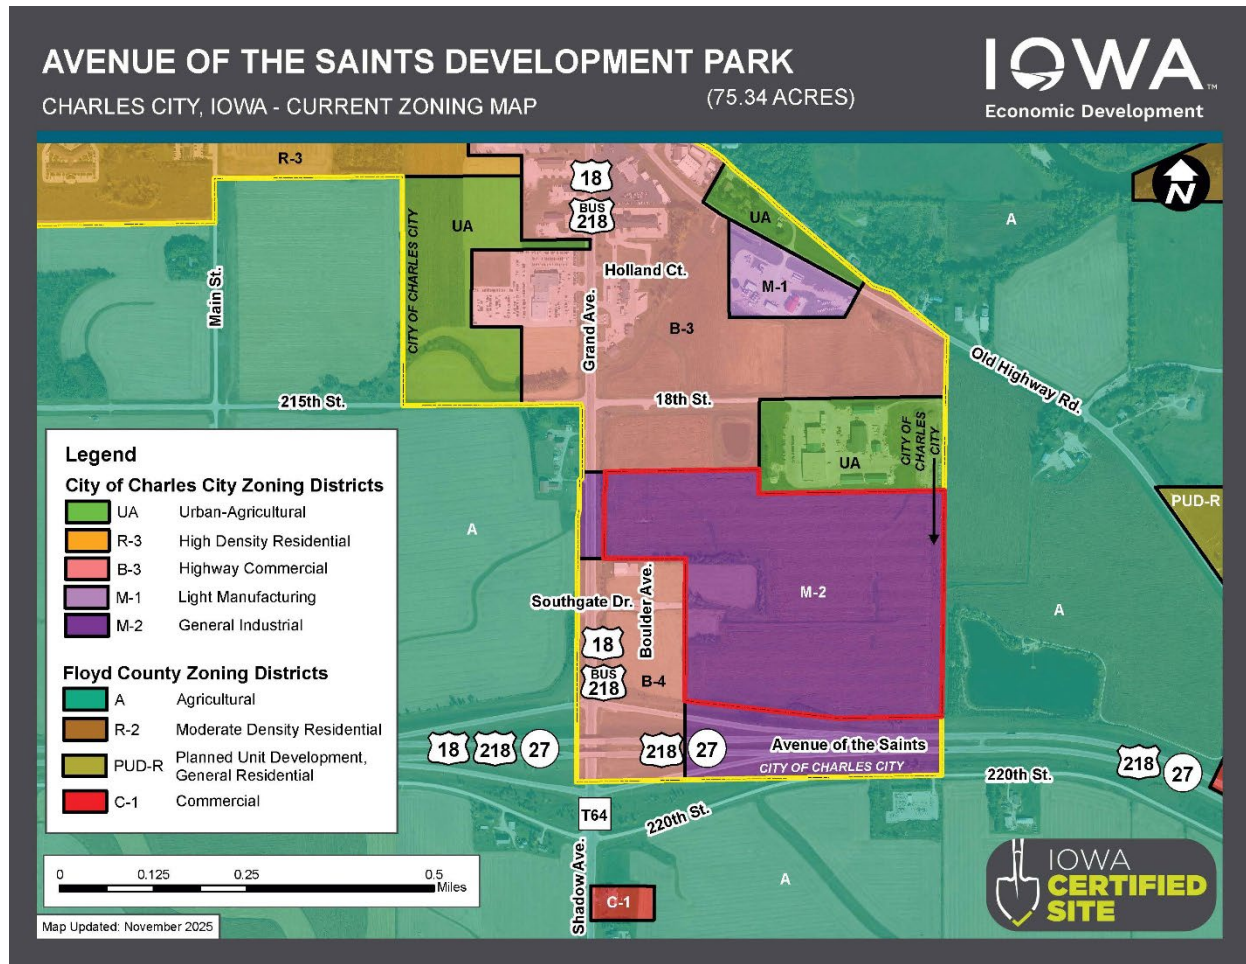 AVENUE OF THE SAINTS DEVELOPMENT PARK
CHARLES CITY, IOWA - CURRENT ZONING MAP
(75.34 ACRES)
IOWA™
Economic Development
R-3
18
BUS
218
UA
A
N
UA
CITY OF CHARLES CITY
Main St.
Holland Ct.
M-1
Grand Ave.
B-3
Old Highway Rd.
215th St.
18th St.
CITY OF
CHARLES
CITY
UA
PUD-R
A
M-2
A
Southgate Dr.
Boulder Ave.
18
BUS
218
B-4
18
218
27
218
27
Avenue of the Saints
CITY OF CHARLES CITY
218
27
220th St.
T64
220th St.
Shadow Ave.
C-1
A
Legend
City of Charles City Zoning Districts
UA Urban-Agricultural
R-3 High Density Residential
B-3 Highway Commercial
M-1 Light Manufacturing
M-2 General Industrial
Floyd County Zoning Districts
A Agricultural
R-2 Moderate Density Residential
PUD-R Planned Unit Development,
General Residential
C-1 Commercial
0 0.125 0.25 0.5
Miles
Map Updated: November 2025
IOWA
CERTIFIED
SITE